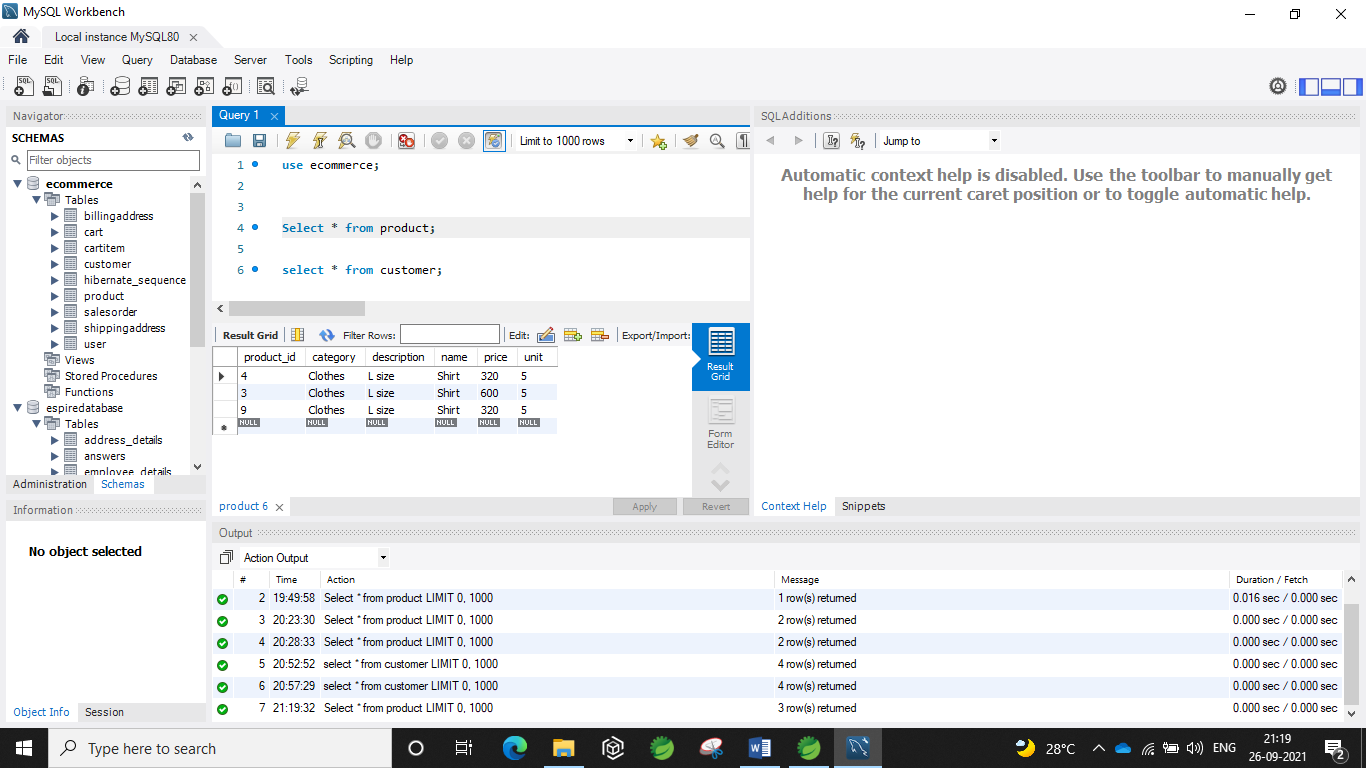 MySQL Workbench
Local instance MySQL80
File Edit View Query Database Server Tools Scripting Help
Navigator
SCHEMAS
Filter objects
ecommerce
Tables
billingaddress
cart
cartitem
customer
hibernate_sequence
product
salesorder
shippingaddress
user
Views
Stored Procedures
Functions
espiredatabase
Tables
address_details
answers
employee_details
Administration Schemas
Information
No object selected
Object Info Session
Query 1
Limit to 1000 rows
1 use ecommerce;
2
3
4 Select * from product;
5
6 select * from customer;
Result Grid Filter Rows: Edit: Export/Import:
product_id category description name price unit
4 Clothes L size Shirt 320 5
3 Clothes L size Shirt 600 5
9 Clothes L size Shirt 320 5
NULL NULL NULL NULL NULL NULL
Result
Grid
Form
Editor
product 6
Apply Revert
SQLAdditions
Jump to
Automatic context help is disabled. Use the toolbar to manually get
help for the current caret position or to toggle automatic help.
Context Help Snippets
Output
Action Output
# Time Action Message Duration / Fetch
2 19:49:58 Select * from product LIMIT 0, 1000 1 row(s) returned 0.016 sec / 0.000 sec
3 20:23:30 Select * from product LIMIT 0, 1000 2 row(s) returned 0.000 sec / 0.000 sec
4 20:28:33 Select * from product LIMIT 0, 1000 2 row(s) returned 0.000 sec / 0.000 sec
5 20:52:52 select * from customer LIMIT 0, 1000 4 row(s) returned 0.000 sec / 0.000 sec
6 20:57:29 select * from customer LIMIT 0, 1000 4 row(s) returned 0.000 sec / 0.000 sec
7 21:19:32 Select * from product LIMIT 0, 1000 3 row(s) returned 0.000 sec / 0.000 sec
Type here to search
28°C
ENG
21:19
26-09-2021
2